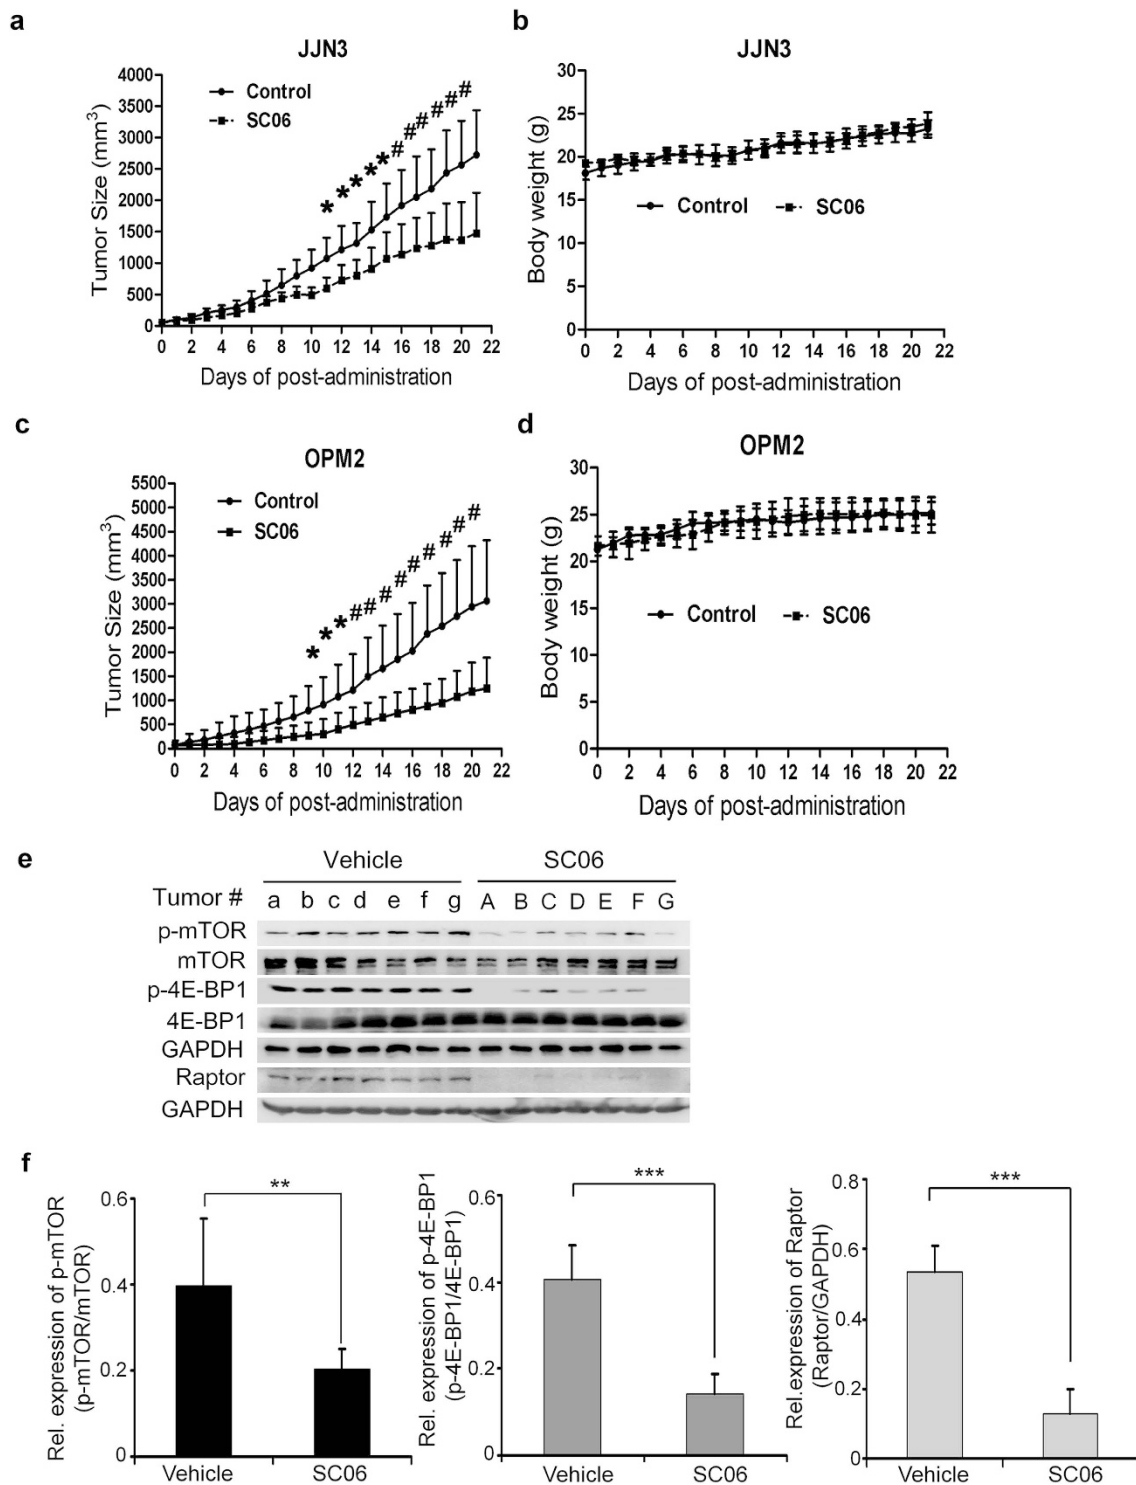 a
JJN3
Tumor Size (mm³)
4000
3500
3000
2500
2000
1500
1000
500
0
Control
SC06
* * * * * # # # # # #
0 2 4 6 8 10 12 14 16 18 20 22
Days of post-administration
b
JJN3
Body weight (g)
30
25
20
15
10
5
0
Control SC06
0 2 4 6 8 10 12 14 16 18 20 22
Days of post-administration
c
OPM2
Tumor Size (mm³)
5500
5000
4500
4000
3500
3000
2500
2000
1500
1000
500
0
Control
SC06
* * * # # # # # # # # #
0 2 4 6 8 10 12 14 16 18 20 22
Days of post-administration
d
OPM2
Body weight (g)
30
25
20
15
10
5
0
Control SC06
0 2 4 6 8 10 12 14 16 18 20 22
Days of post-administration
e
Vehicle SC06
Tumor # a b c d e f g A B C D E F G
p-mTOR
mTOR
p-4E-BP1
4E-BP1
GAPDH
Raptor
GAPDH
f
Rel. expression of p-mTOR
(p-mTOR/mTOR)
0.6
0.4
0.2
0
**
Vehicle SC06
Rel. expression of p-4E-BP1
(p-4E-BP1/4E-BP1)
0.6
0.4
0.2
0
***
Vehicle SC06
Rel.expression of Raptor
(Raptor/GAPDH)
0.8
0.6
0.4
0.2
0
***
Vehicle SC06